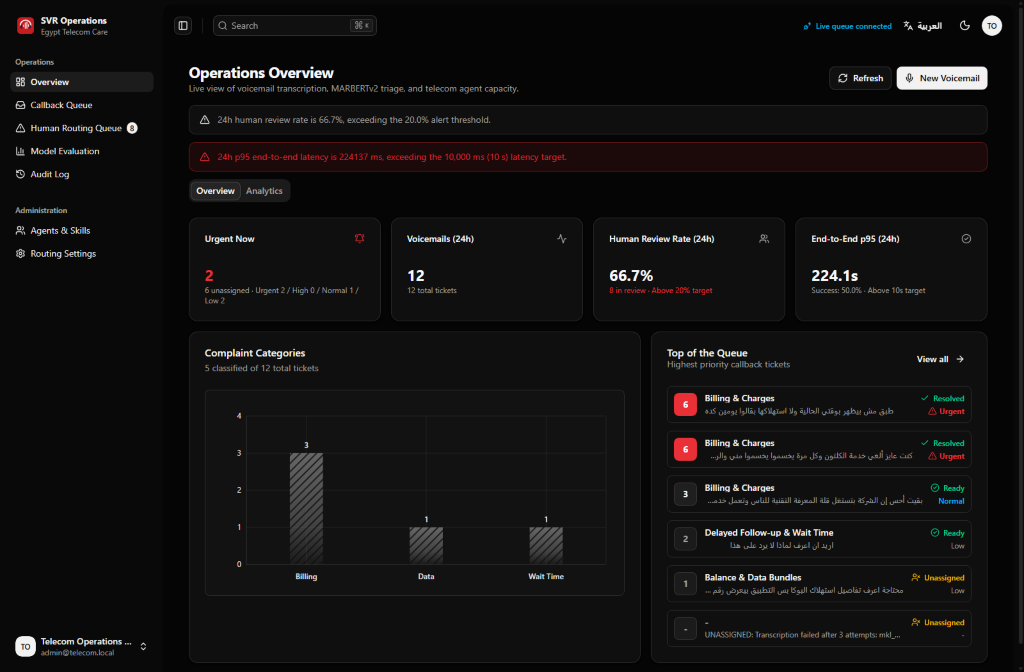 SVR Operations
Egypt Telecom Care
Operations
Overview
Callback Queue
Human Routing Queue 8
Model Evaluation
Audit Log
Administration
Agents & Skills
Routing Settings
Telecom Operations ...
admin@telecom.local
TO
Search
⌘ K
Live queue connected
العربية
TO
Operations Overview
Live view of voicemail transcription, MARBERTv2 triage, and telecom agent capacity.
Refresh
New Voicemail
24h human review rate is 66.7%, exceeding the 20.0% alert threshold.
24h p95 end-to-end latency is 224137 ms, exceeding the 10,000 ms (10 s) latency target.
Overview Analytics
Urgent Now
2
6 unassigned · Urgent 2 / High 0 / Normal 1 /
Low 2
Voicemails (24h)
12
12 total tickets
Human Review Rate (24h)
66.7%
8 in review · Above 20% target
End-to-End p95 (24h)
224.1s
Success: 50.0% · Above 10s target
Complaint Categories
5 classified of 12 total tickets
4
3
2
1
0
3
1
1
Billing
Data
Wait Time
Top of the Queue
Highest priority callback tickets
View all
6
Billing & Charges
Resolved
طبق مش بيظهر بوقتي الحالية ولا استهلاكها بقالوا يومين كده
Urgent
6
Billing & Charges
Resolved
كنت عايز ألغي خدمة الكلتون وكل مرة يخسموا يحسموا مني والر...
Urgent
3
Billing & Charges
Ready
بقيت أحس إن الشركة بتستغل قلة المعرفة التقنية للناس وتعمل خدمـ...
Normal
2
Delayed Follow-up & Wait Time
Ready
اريد ان اعرف لماذا لا يرد على هذا
Low
1
Balance & Data Bundles
Unassigned
محتاجة اعرف تفاصيل استهلاك البوكا بس التطبيق بيعرض رقم ...
Low
-
-
Unassigned
UNASSIGNED: Transcription failed after 3 attempts: mkl_...
-